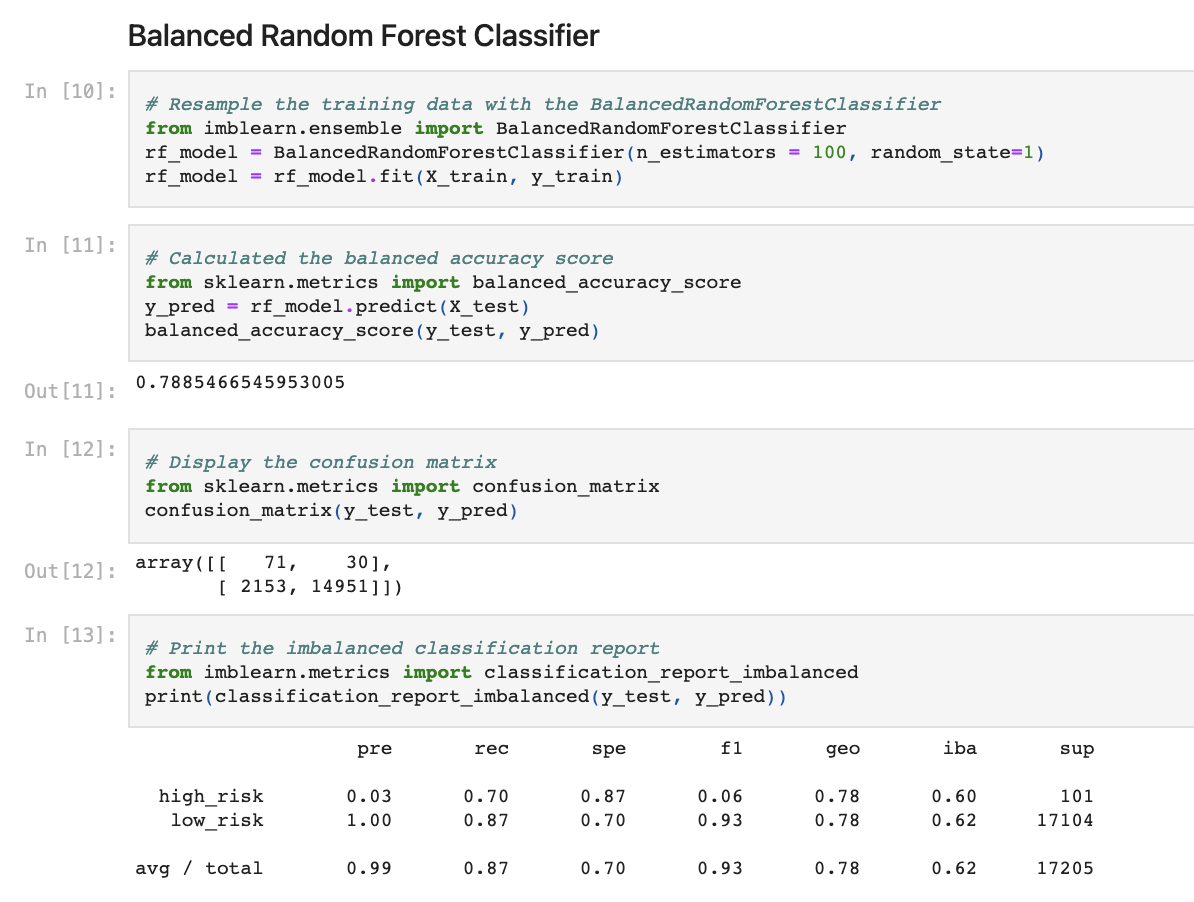 Balanced Random Forest Classifier
In [10]:
# Resample the training data with the BalancedRandomForestClassifier
from imblearn.ensemble import BalancedRandomForestClassifier
rf_model = BalancedRandomForestClassifier(n_estimators = 100, random_state=1)
rf_model = rf_model.fit(X_train, y_train)
In [11]:
# Calculated the balanced accuracy score
from sklearn.metrics import balanced_accuracy_score
y_pred = rf_model.predict(X_test)
balanced_accuracy_score(y_test, y_pred)
Out[11]: 0.7885466545953005
In [12]:
# Display the confusion matrix
from sklearn.metrics import confusion_matrix
confusion_matrix(y_test, y_pred)
Out[12]:
array([[   71,    30],
       [ 2153, 14951]])
In [13]:
# Print the imbalanced classification report
from imblearn.metrics import classification_report_imbalanced
print(classification_report_imbalanced(y_test, y_pred))
pre rec spe f1 geo iba sup
high_risk 0.03 0.70 0.87 0.06 0.78 0.60 101
low_risk 1.00 0.87 0.70 0.93 0.78 0.62 17104
avg / total 0.99 0.87 0.70 0.93 0.78 0.62 17205